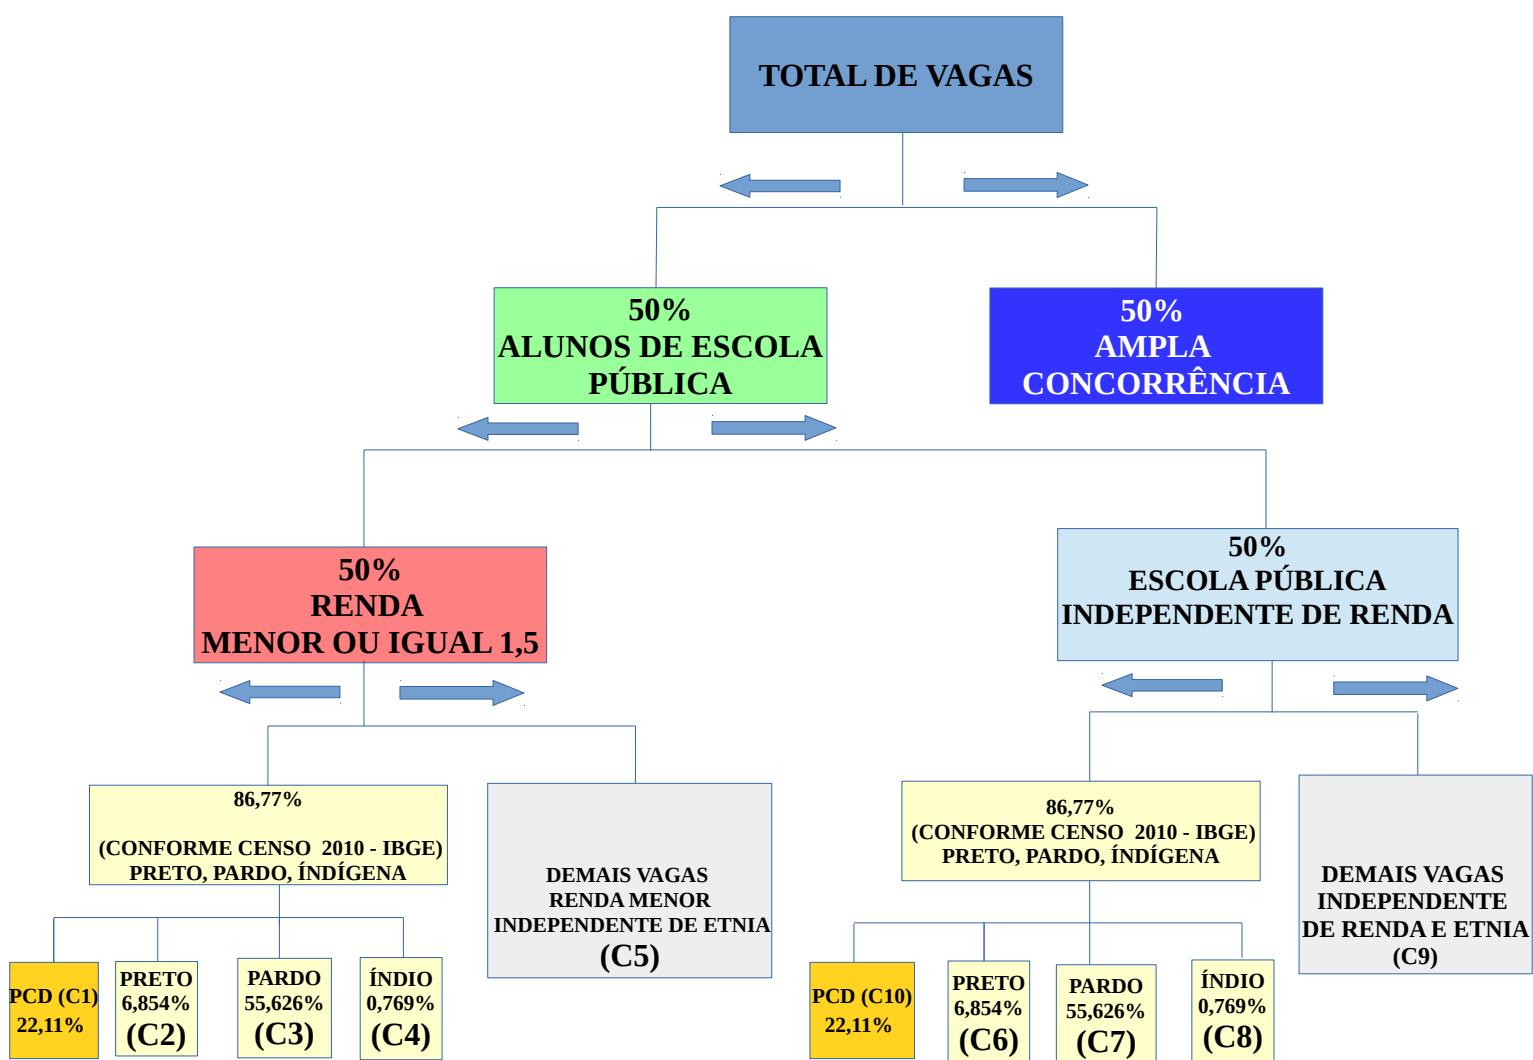 TOTAL DE VAGAS
50%
ALUNOS DE ESCOLA
PÚBLICA
50%
AMPLA
CONCORRÊNCIA
50%
RENDA
MENOR OU IGUAL 1,5
50%
ESCOLA PÚBLICA
INDEPENDENTE DE RENDA
86,77%
(CONFORME CENSO 2010 - IBGE)
PRETO, PARDO, ÍNDÍGENA
DEMAIS VAGAS
RENDA MENOR
INDEPENDENTE DE ETNIA
(C5)
86,77%
(CONFORME CENSO 2010 - IBGE)
PRETO, PARDO, ÍNDÍGENA
DEMAIS VAGAS
INDEPENDENTE
DE RENDA E ETNIA
(C9)
PCD (C1)
22,11%
PRETO
6,854%
(C2)
PARDO
55,626%
(C3)
ÍNDIO
0,769%
(C4)
PCD (C10)
22,11%
PRETO
6,854%
(C6)
PARDO
55,626%
(C7)
ÍNDIO
0,769%
(C8)